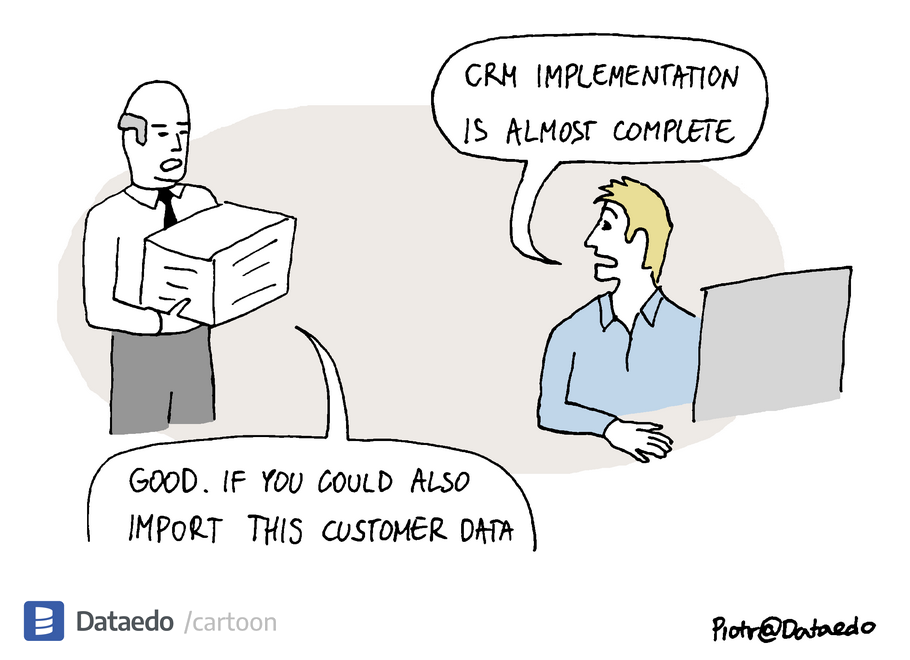 CRM IMPLEMENTATION
IS ALMOST COMPLETE
GOOD. IF YOU COULD ALSO
IMPORT THIS CUSTOMER DATA
Dataedo /cartoon
Piotr@Dataedo